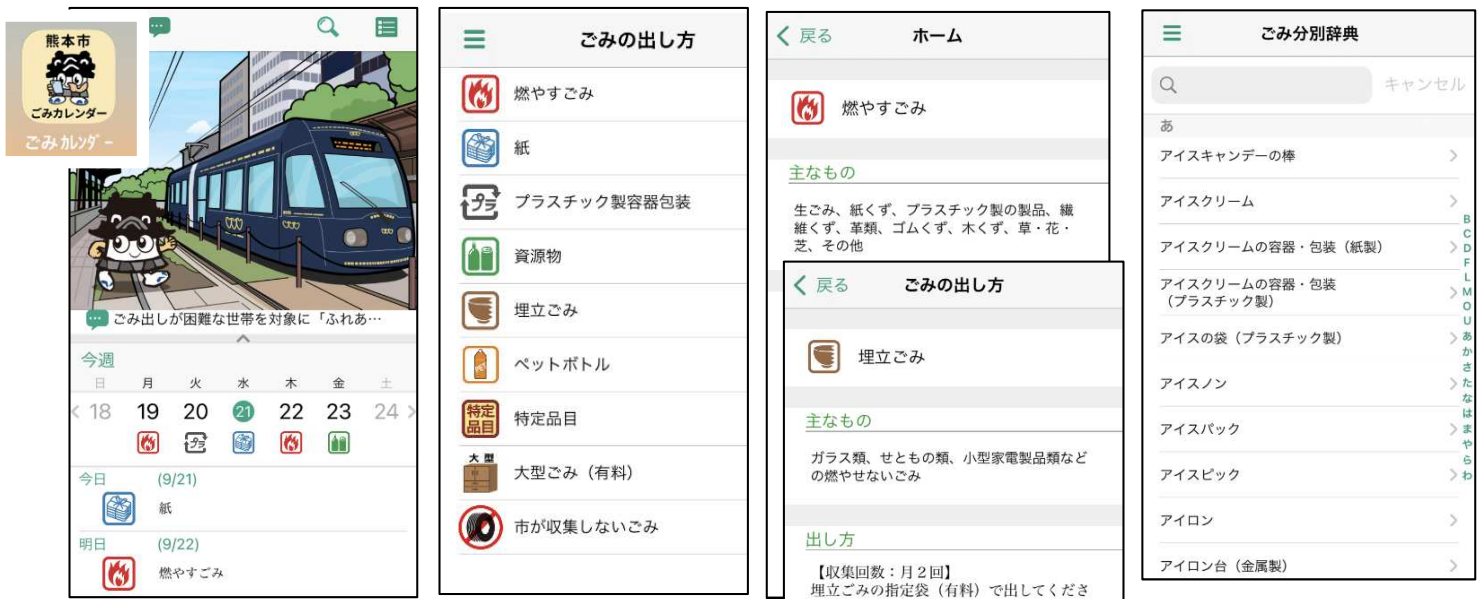 熊本市
ごみカレンダー
ごみカレンダー
ごみ出しが困難な世帯を対象に「ふれあ…
今週
日 月 火 水 木 金 土
18 19 20 21 22 23 24
プラ
今日 (9/21)
紙
明日 (9/22)
燃やすごみ
ごみの出し方
燃やすごみ
紙
プラ
プラスチック製容器包装
資源物
埋立ごみ
PET
ペットボトル
特定
品目
特定品目
大型
大型ごみ（有料）
市が収集しないごみ
戻る ホーム
燃やすごみ
主なもの
生ごみ、紙くず、プラスチック製の製品、繊
維くず、革類、ゴムくず、木くず、草・花・
芝、その他
戻る ごみの出し方
埋立ごみ
主なもの
ガラス類、せともの類、小型家電製品類など
の燃やせないごみ
出し方
【収集回数：月２回】
埋立ごみの指定袋（有料）で出してくださ
ごみ分別辞典
キャンセル
あ
アイスキャンデーの棒
アイスクリーム
アイスクリームの容器・包装（紙製）
アイスクリームの容器・包装
（プラスチック製）
アイスの袋（プラスチック製）
アイスノン
アイスパック
アイスピック
アイロン
アイロン台（金属製）
B
C
D
F
L
M
O
U
あ
か
さ
た
な
は
ま
や
ら
わ